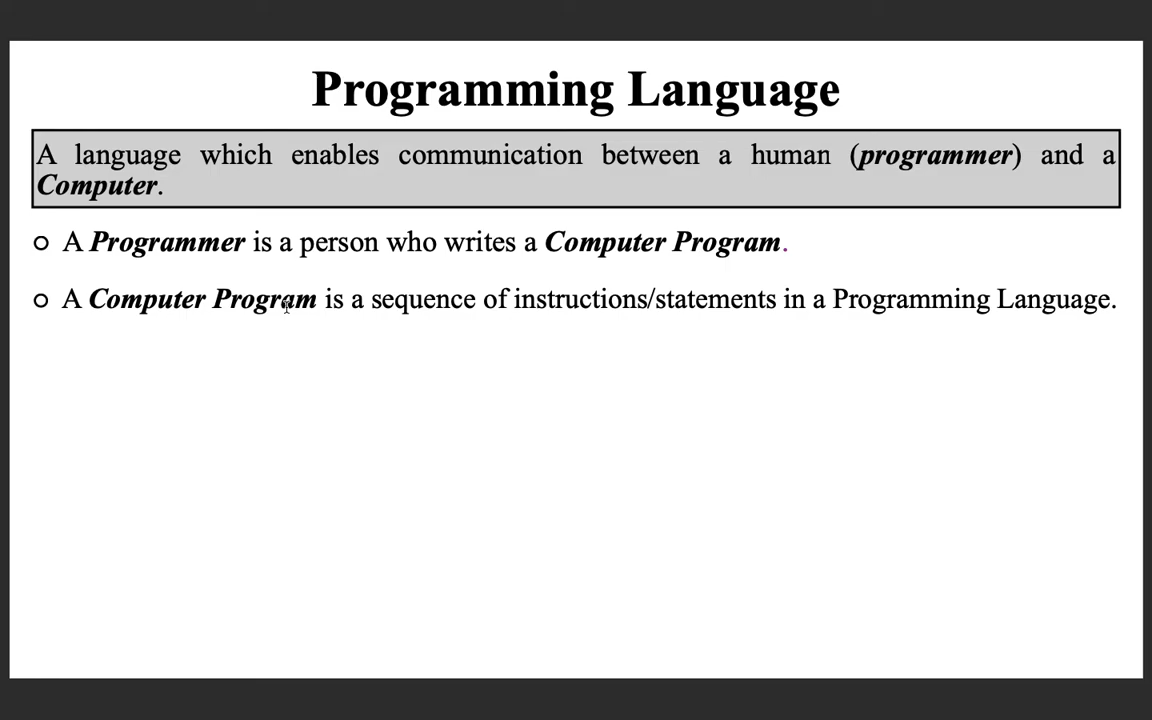 Programming Language
A language which enables communication between a human (programmer) and a
Computer.
A Programmer is a person who writes a Computer Program.
A Computer Program is a sequence of instructions/statements in a Programming Language.